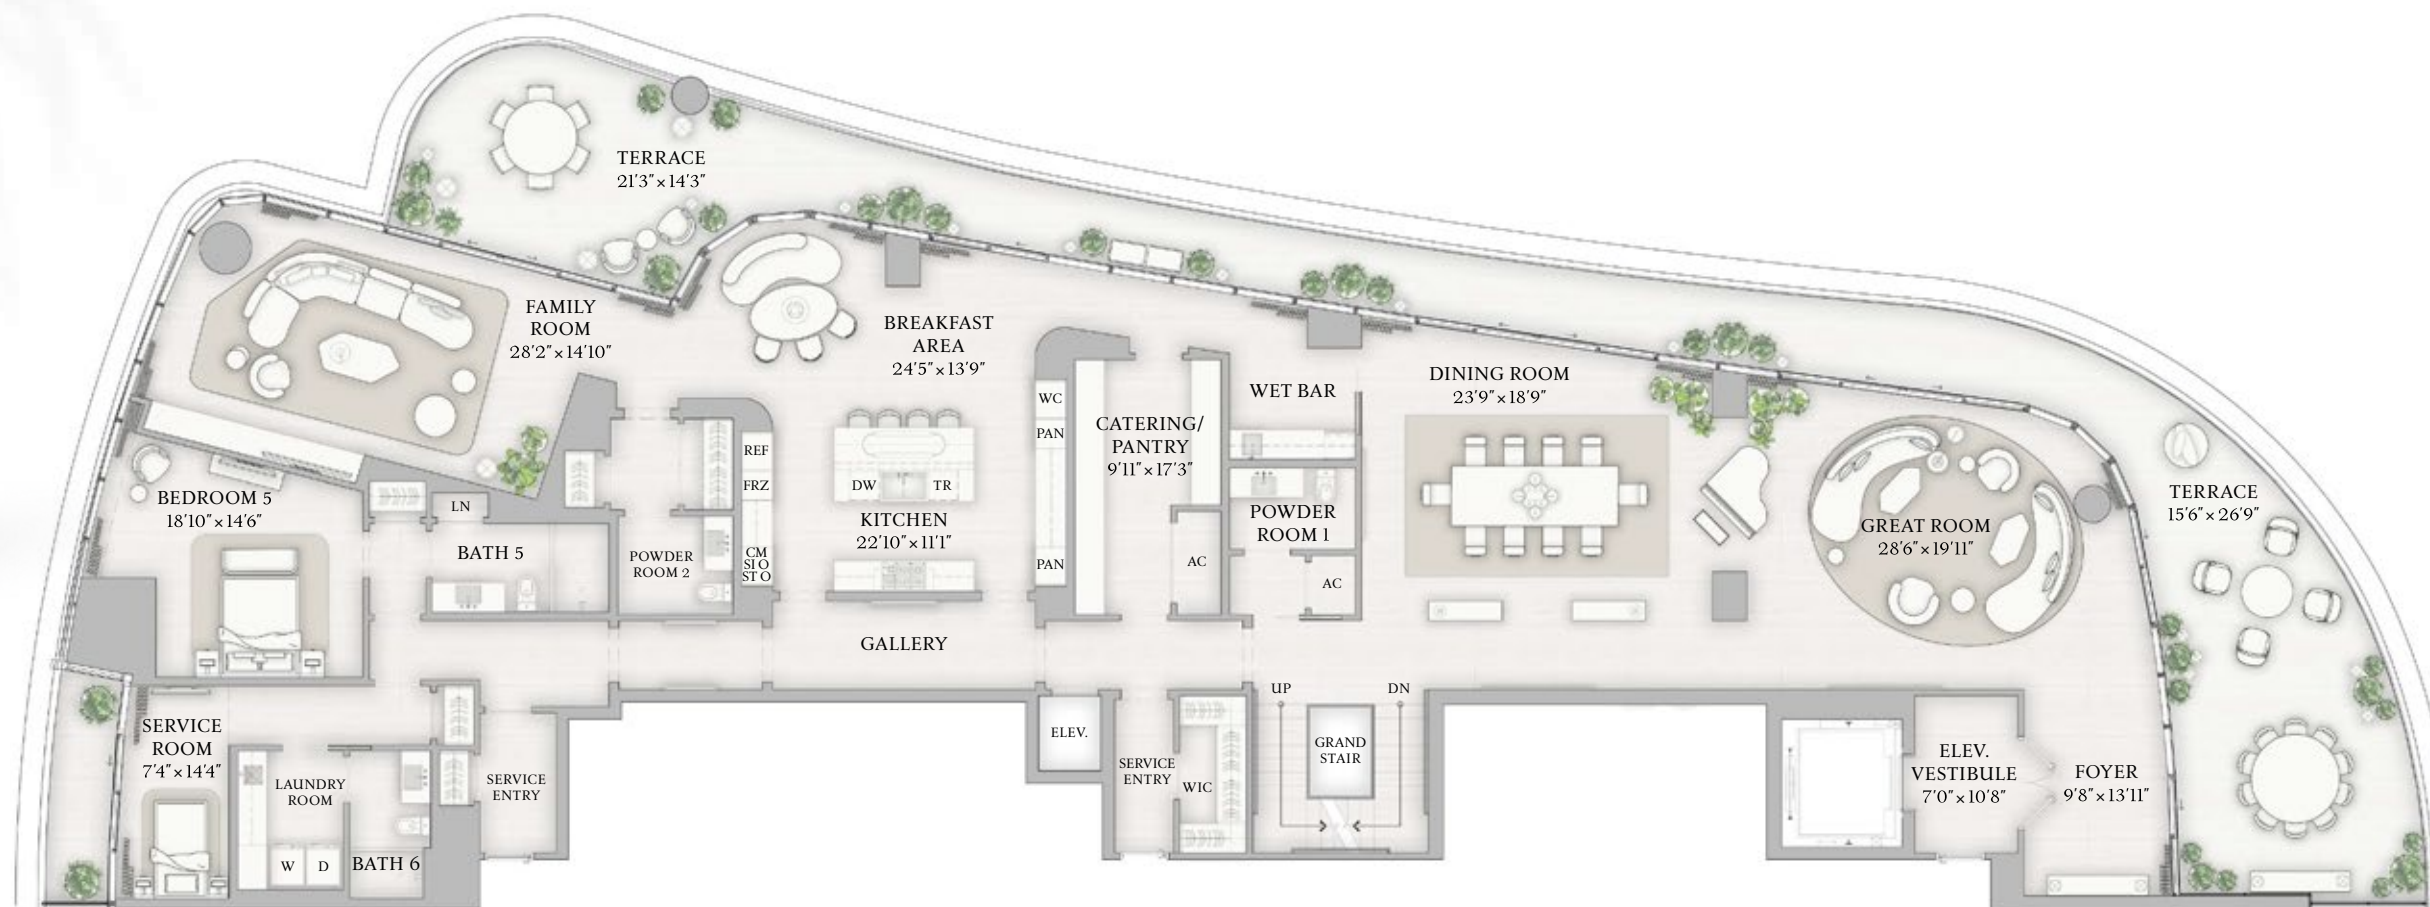 TERRACE
21'3"×14'3"
FAMILY
ROOM
28'2"×14'10"
BREAKFAST
AREA
24'5"×13'9"
WET BAR
DINING ROOM
23'9"×18'9"
WC
PAN
CATERING/
PANTRY
9'11"×17'3"
REF
FRZ
DW
TR
KITCHEN
22'10"×11'1"
CM
SI O
ST O
PAN
BEDROOM 5
18'10"×14'6"
LN
BATH 5
POWDER
ROOM 2
AC
POWDER
ROOM 1
AC
GREAT ROOM
28'6"×19'11"
TERRACE
15'6"×26'9"
GALLERY
UP
DN
GRAND
STAIR
ELEV.
SERVICE
ENTRY
WIC
SERVICE
ROOM
7'4"×14'4"
LAUNDRY
ROOM
W
D
BATH 6
SERVICE
ENTRY
ELEV.
VESTIBULE
7'0"×10'8"
FOYER
9'8"×13'11"